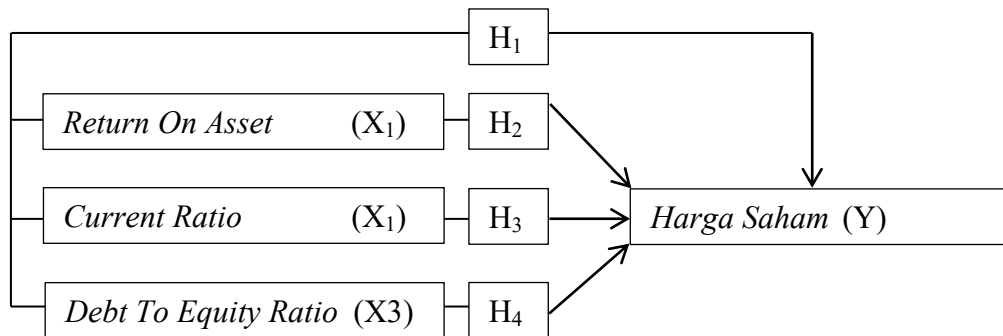 H₁
Return On Asset (X₁) H₂
Current Ratio (X₁) H₃ Harga Saham (Y)
Debt To Equity Ratio (X3) H₄